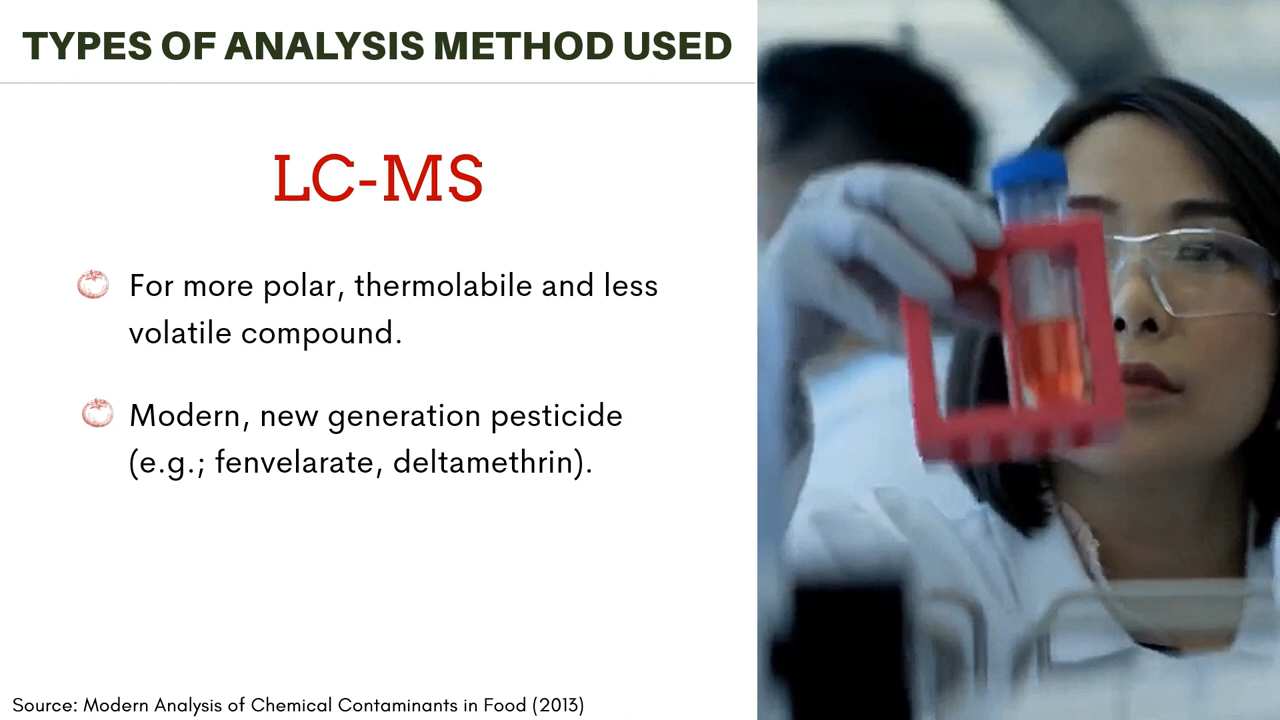 TYPES OF ANALYSIS METHOD USED
LC-MS
For more polar, thermolabile and less
volatile compound.
Modern, new generation pesticide
(e.g.; fenvelarate, deltamethrin).
Source: Modern Analysis of Chemical Contaminants in Food (2013)